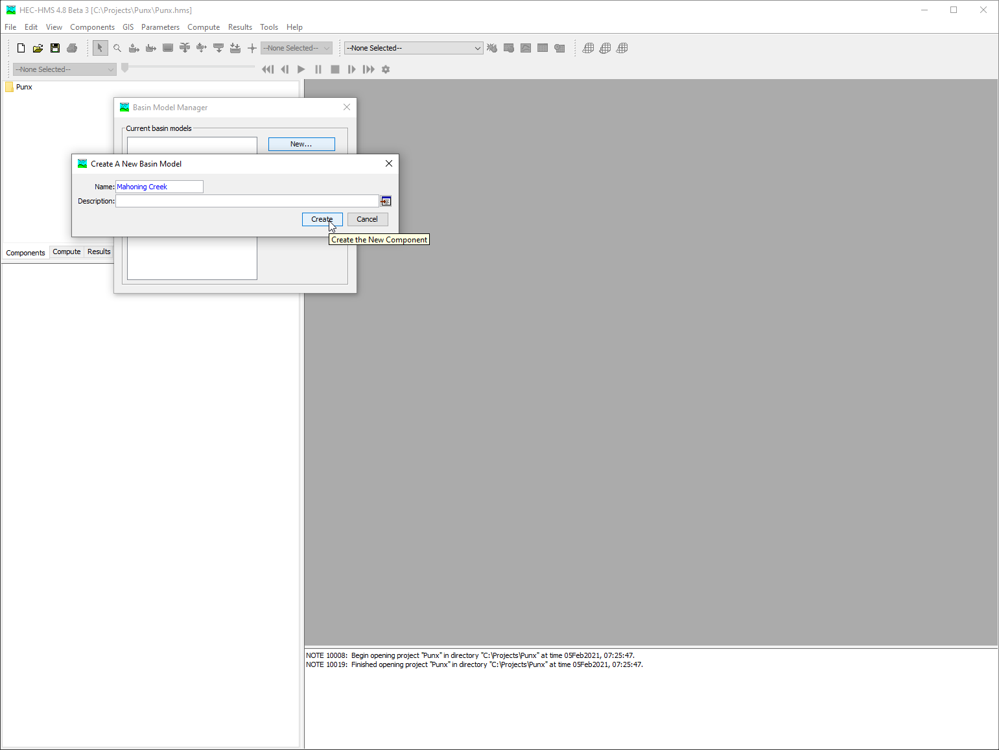 HEC-HMS 4.8 Beta 3 [C:\Projects\Punx\Punx.hms]
File Edit View Components GIS Parameters Compute Results Tools Help
--None Selected-- --None Selected--
--None Selected--
Punx
Basin Model Manager
Current basin models
New...
Create A New Basin Model
Name: Mahoning Creek
Description:
Create Cancel
Create the New Component
Components Compute Results
NOTE 10008: Begin opening project "Punx" in directory "C:\Projects\Punx" at time 05Feb2021, 07:25:47.
NOTE 10019: Finished opening project "Punx" in directory "C:\Projects\Punx" at time 05Feb2021, 07:25:47.